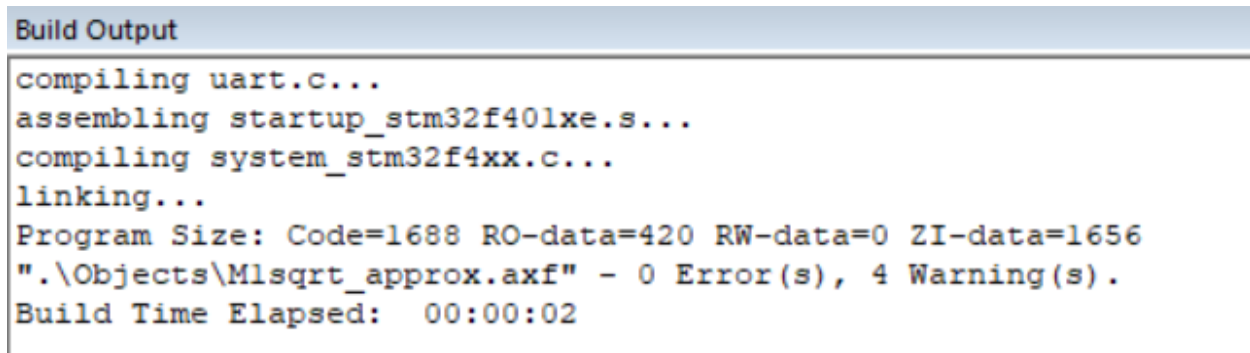 Build Output
compiling uart.c...
assembling startup_stm32f401xe.s...
compiling system_stm32f4xx.c...
linking...
Program Size: Code=1688 RO-data=420 RW-data=0 ZI-data=1656
".\Objects\M1sqrt_approx.axf" - 0 Error(s), 4 Warning(s).
Build Time Elapsed:  00:00:02